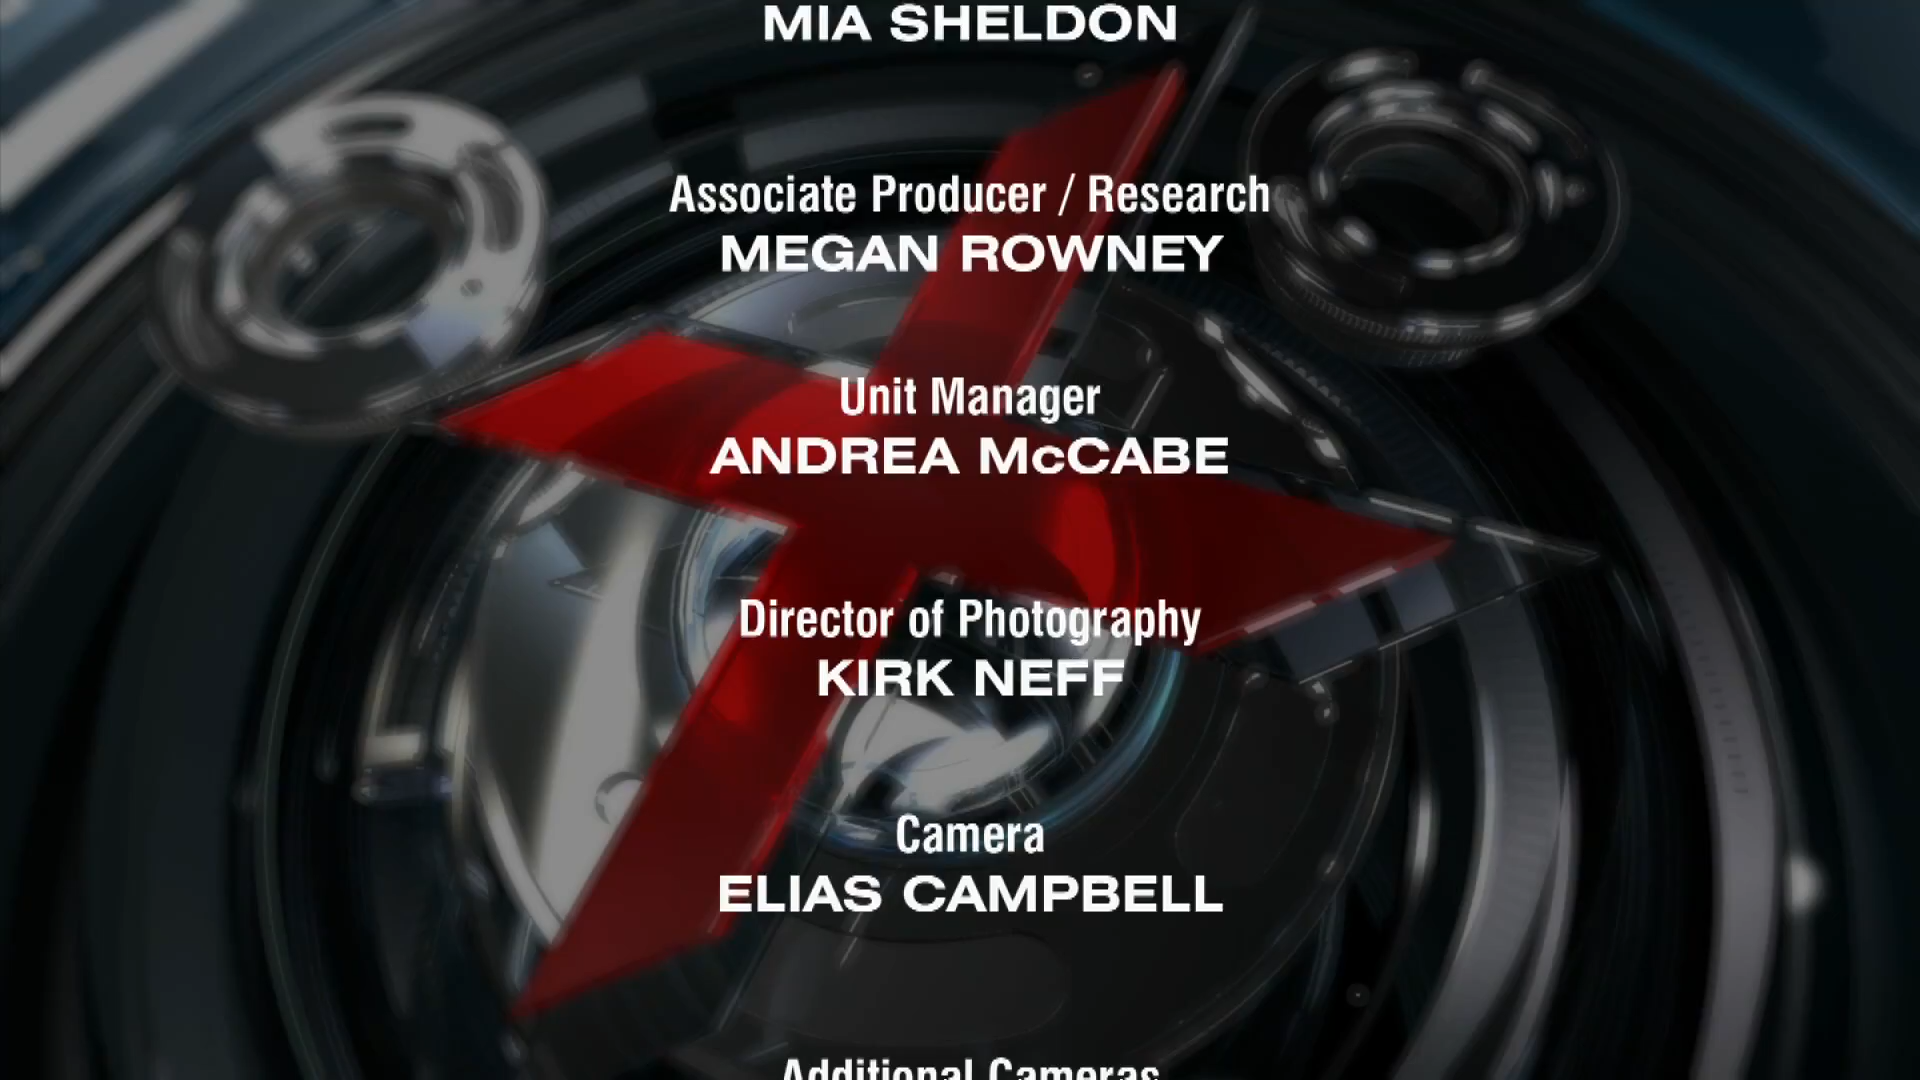 MIA SHELDON
Associate Producer / Research
MEGAN ROWNEY
Unit Manager
ANDREA McCABE
Director of Photography
KIRK NEFF
Camera
ELIAS CAMPBELL
Additional Cameras